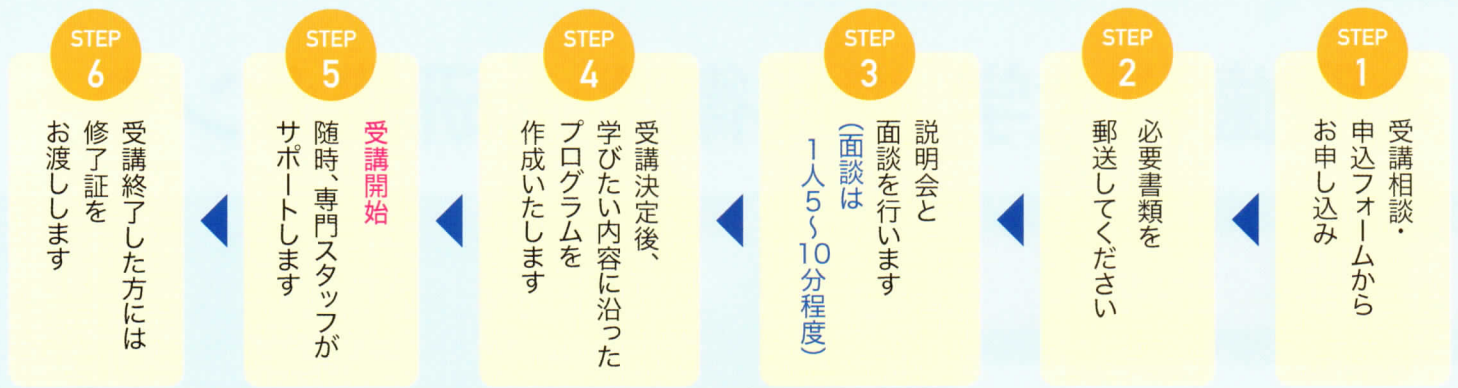 STEP
1
受講相談・
申込フォームから
お申し込み
STEP
2
必要書類を
郵送してください
STEP
3
説明会と
面談を行います
(面談は
1人5~10分程度)
STEP
4
受講決定後、
学びたい内容に沿った
プログラムを
作成いたします
STEP
5
受講開始
随時、専門スタッフが
サポートします
STEP
6
受講終了した方には
修了証を
お渡しします